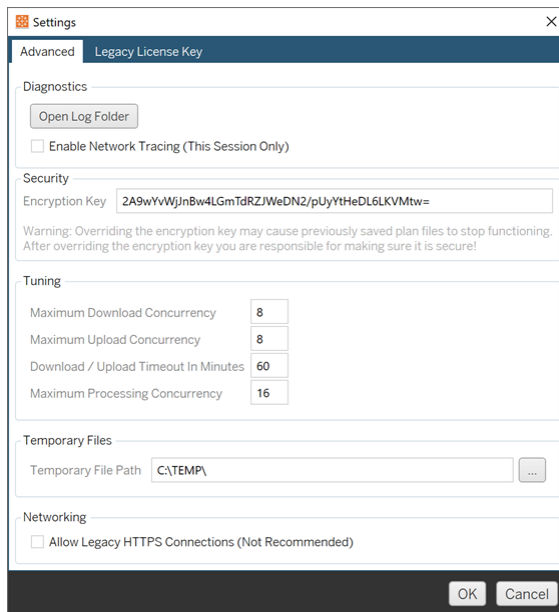 Settings
Advanced Legacy License Key
Diagnostics
Open Log Folder
Enable Network Tracing (This Session Only)
Security
Encryption Key 2A9wYvWjJnBw4LGmTdRZJWeDN2/pUyYtHeDL6LKVMtw=
Warning: Overriding the encryption key may cause previously saved plan files to stop functioning.
After overriding the encryption key you are responsible for making sure it is secure!
Tuning
Maximum Download Concurrency 8
Maximum Upload Concurrency 8
Download / Upload Timeout In Minutes 60
Maximum Processing Concurrency 16
Temporary Files
Temporary File Path C:\TEMP\ ...
Networking
Allow Legacy HTTPS Connections (Not Recommended)
OK Cancel